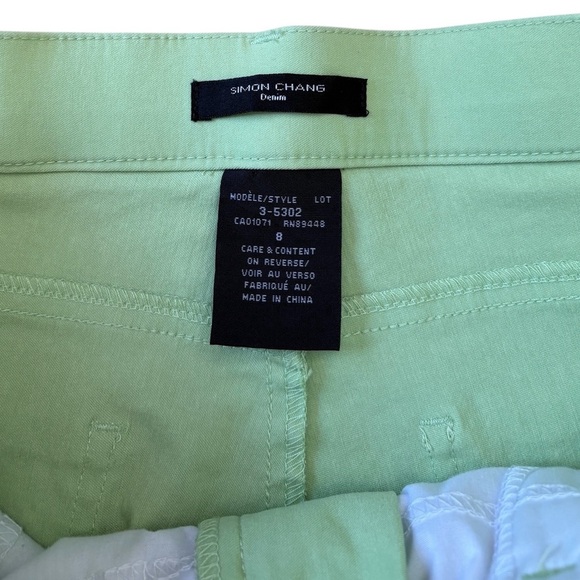 SIMON CHANG
Denim
MODÈLE/STYLE LOT
3-5302
CA01071 RN89448
8
CARE & CONTENT
ON REVERSE/
VOIR AU VERSO
FABRIQUÉ AU/
MADE IN CHINA